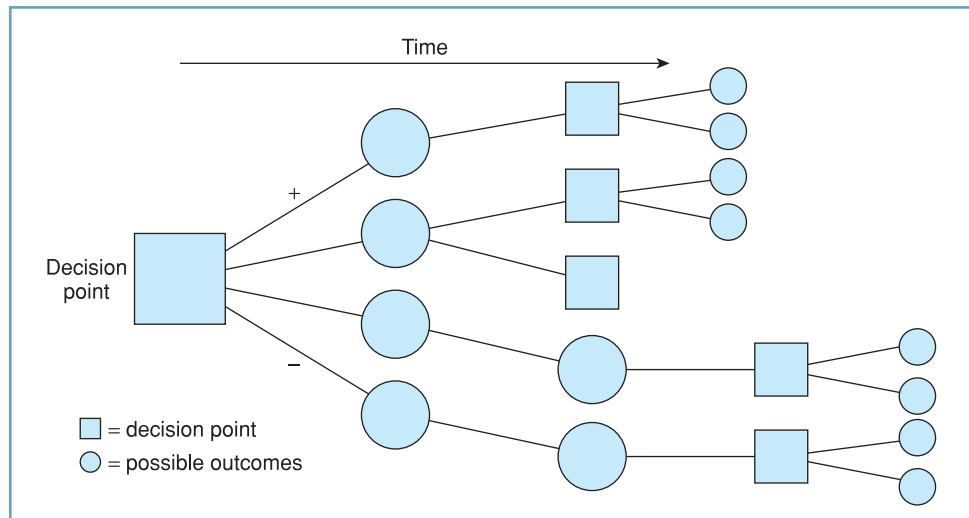 Time
+
Decision
point
−
= decision point
= possible outcomes